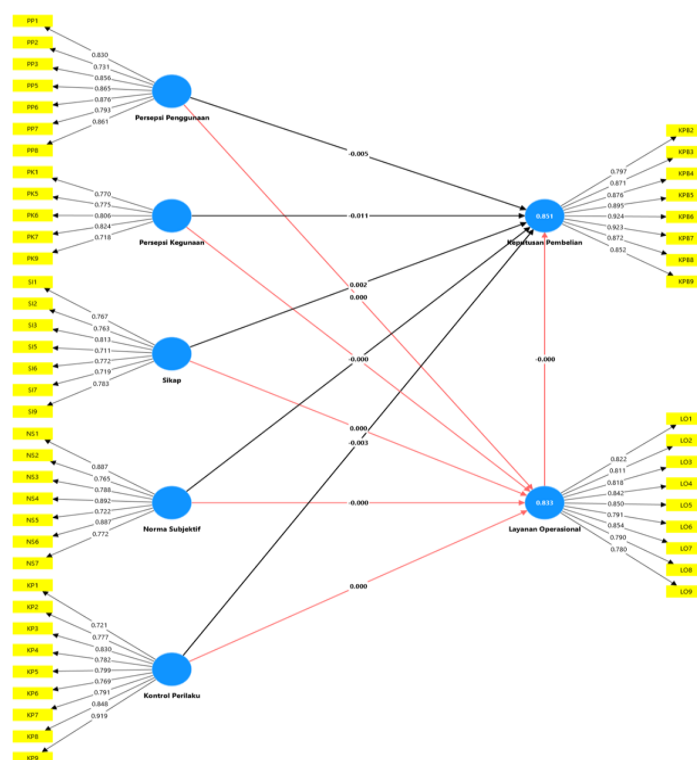 PP1
PP2
PP3
PP5
PP6
PP7
PP8
0.830
0.731
0.856
0.865
0.876
0.793
0.861
Persepsi Penggunaan
PK1
PK5
PK6
PK7
PK9
0.770
0.775
0.806
0.824
0.718
Persepsi Kegunaan
SI1
SI2
SI3
SI5
SI6
SI7
SI9
0.767
0.763
0.813
0.711
0.772
0.719
0.783
Sikap
NS1
NS2
NS3
NS4
NS5
NS6
NS7
0.887
0.765
0.788
0.892
0.722
0.887
0.772
Norma Subjektif
KP1
KP2
KP3
KP4
KP5
KP6
KP7
KP8
KP9
0.721
0.777
0.830
0.782
0.799
0.769
0.791
0.848
0.919
Kontrol Perilaku
-0.005
-0.011
0.002
0.000
-0.000
0.000
-0.003
-0.000
0.000
-0.000
0.851
Keputusan Pembelian
0.797
0.871
0.876
0.895
0.924
0.923
0.872
0.852
KPB2
KPB3
KPB4
KPB5
KPB6
KPB7
KPB8
KPB9
0.833
Layanan Operasional
0.822
0.811
0.818
0.842
0.850
0.791
0.854
0.790
0.780
LO1
LO2
LO3
LO4
LO5
LO6
LO7
LO8
LO9